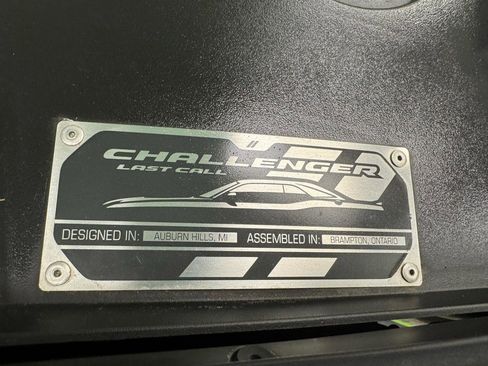 CHALLENGER
LAST CALL
DESIGNED IN: AUBURN HILLS, MI ASSEMBLED IN: BRAMPTON, ONTARIO